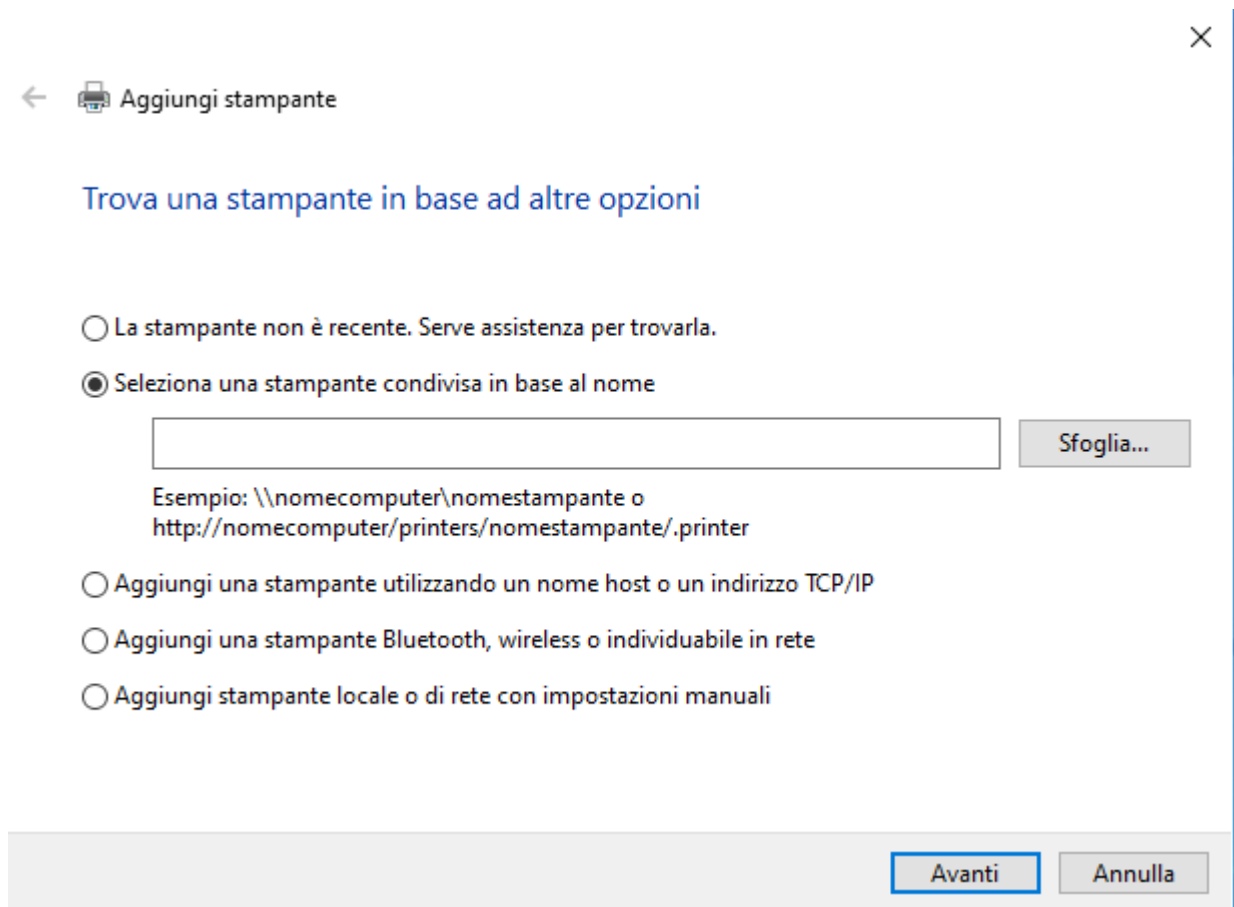 Aggiungi stampante
Trova una stampante in base ad altre opzioni
La stampante non è recente. Serve assistenza per trovarla.
Seleziona una stampante condivisa in base al nome
Sfoglia...
Esempio: \\nomecomputer\nomestampante o
http://nomecomputer/printers/nomestampante/.printer
Aggiungi una stampante utilizzando un nome host o un indirizzo TCP/IP
Aggiungi una stampante Bluetooth, wireless o individuabile in rete
Aggiungi stampante locale o di rete con impostazioni manuali
Avanti
Annulla